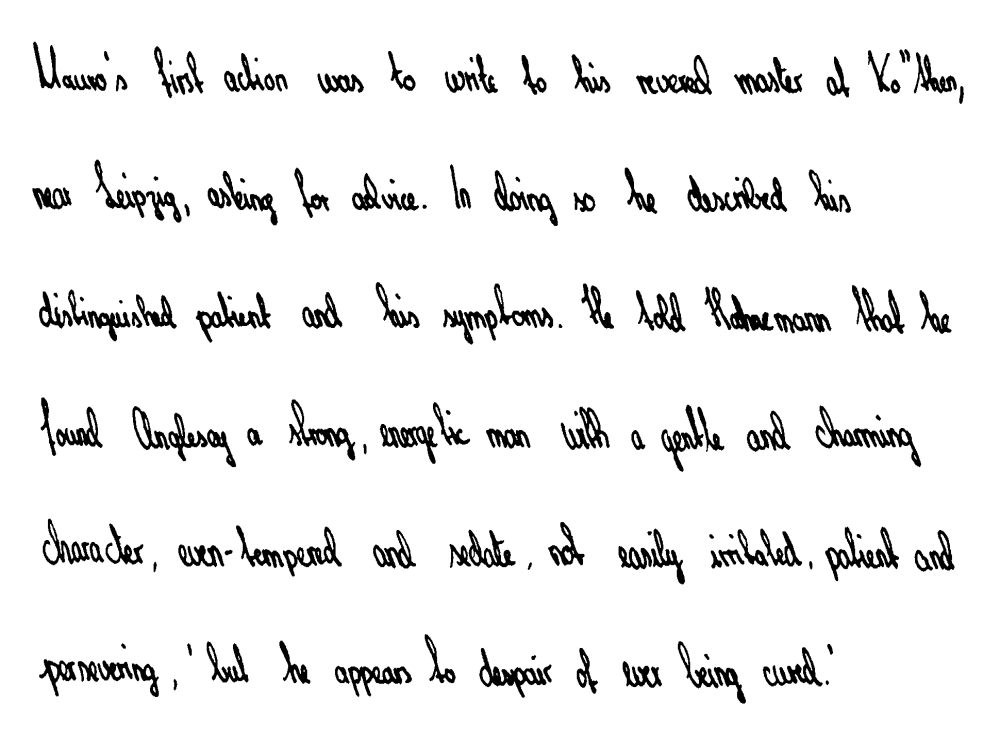 Mauro's first action was to write to his revered master at Ko"then,
near Leipzig, asking for advice. In doing so he described his
distinguished patient and his symptoms. He told Hahnemann that he
found Anglesay a strong, energetic man with a gentle and charming
character, even-tempered and sedate, not easily irritated, patient and
persevering,' but he appears to despair of ever being cured.'